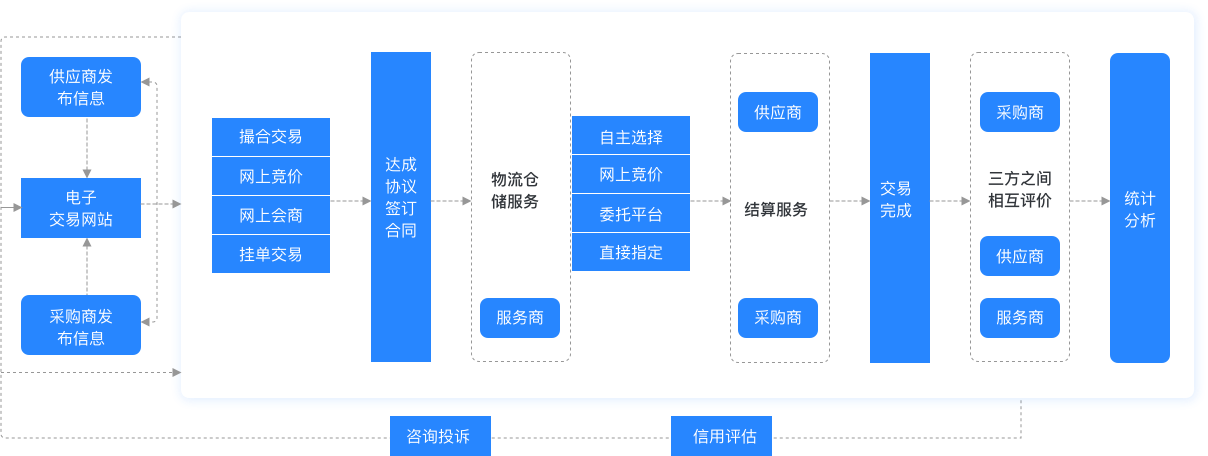 供应商发
布信息
电子
交易网站
采购商发
布信息
撮合交易
网上竞价
网上会商
挂单交易
达成
协议
签订
合同
物流仓
储服务
服务商
自主选择
网上竞价
委托平台
直接指定
供应商
结算服务
采购商
交易
完成
采购商
三方之间
相互评价
供应商
服务商
统计
分析
咨询投诉
信用评估